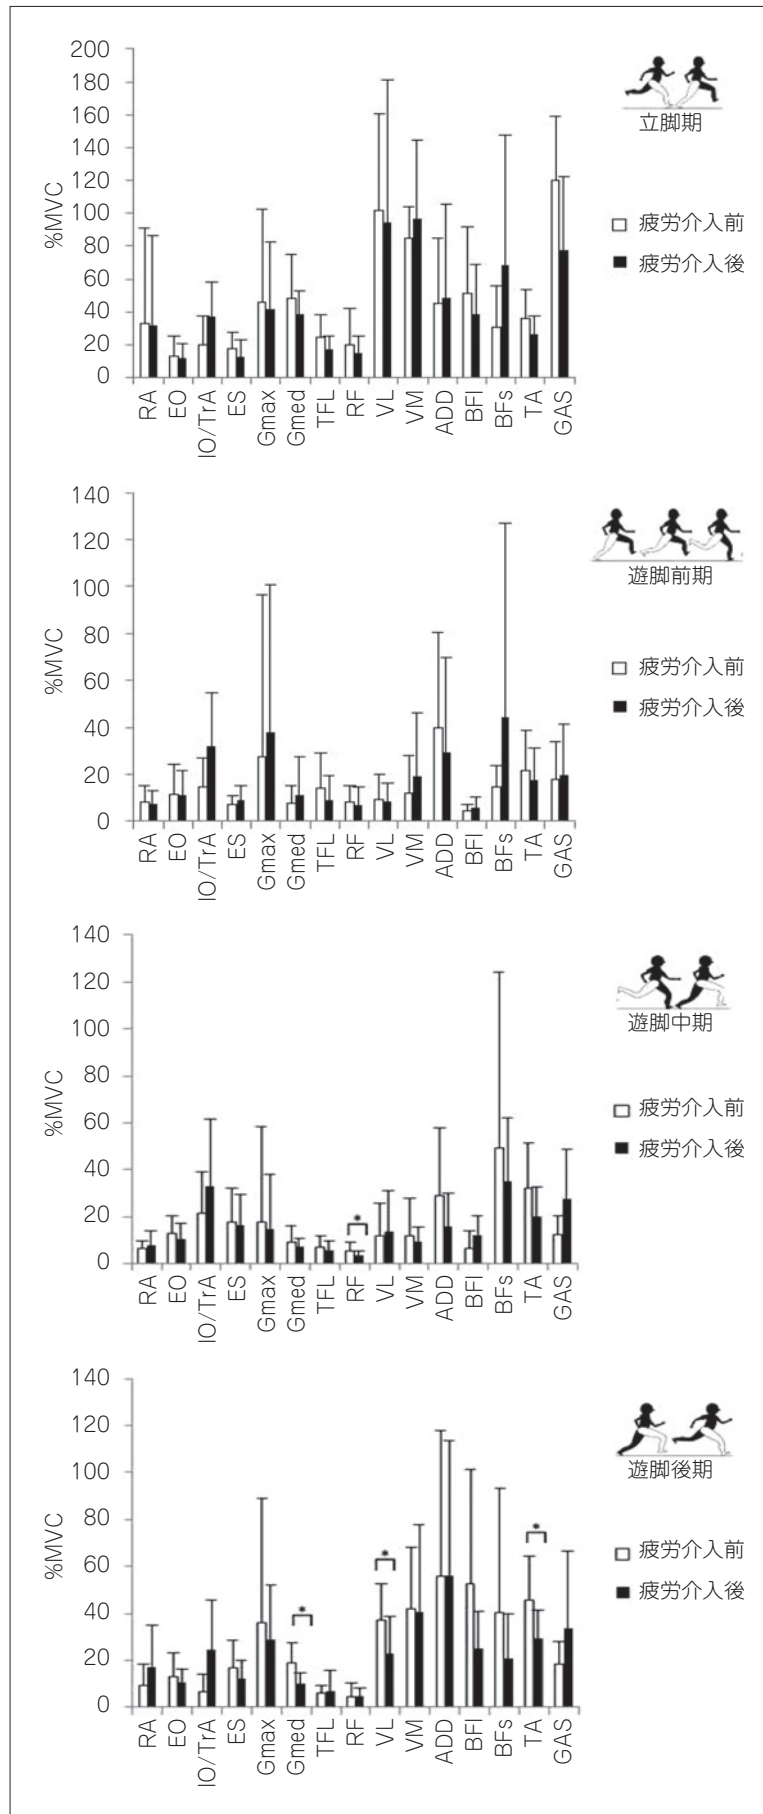 200
180
160
140
120
100
80
60
40
20
0
%MVC
RA
EO
IO/TrA
ES
Gmax
Gmed
TFL
RF
VL
VM
ADD
BFl
BFs
TA
GAS
立脚期
疲労介入前
疲労介入後
140
120
100
80
60
40
20
0
%MVC
RA
EO
IO/TrA
ES
Gmax
Gmed
TFL
RF
VL
VM
ADD
BFl
BFs
TA
GAS
遊脚前期
疲労介入前
疲労介入後
140
120
100
80
60
40
20
0
%MVC
*
RA
EO
IO/TrA
ES
Gmax
Gmed
TFL
RF
VL
VM
ADD
BFl
BFs
TA
GAS
遊脚中期
疲労介入前
疲労介入後
140
120
100
80
60
40
20
0
%MVC
*
*
*
RA
EO
IO/TrA
ES
Gmax
Gmed
TFL
RF
VL
VM
ADD
BFl
BFs
TA
GAS
遊脚後期
疲労介入前
疲労介入後